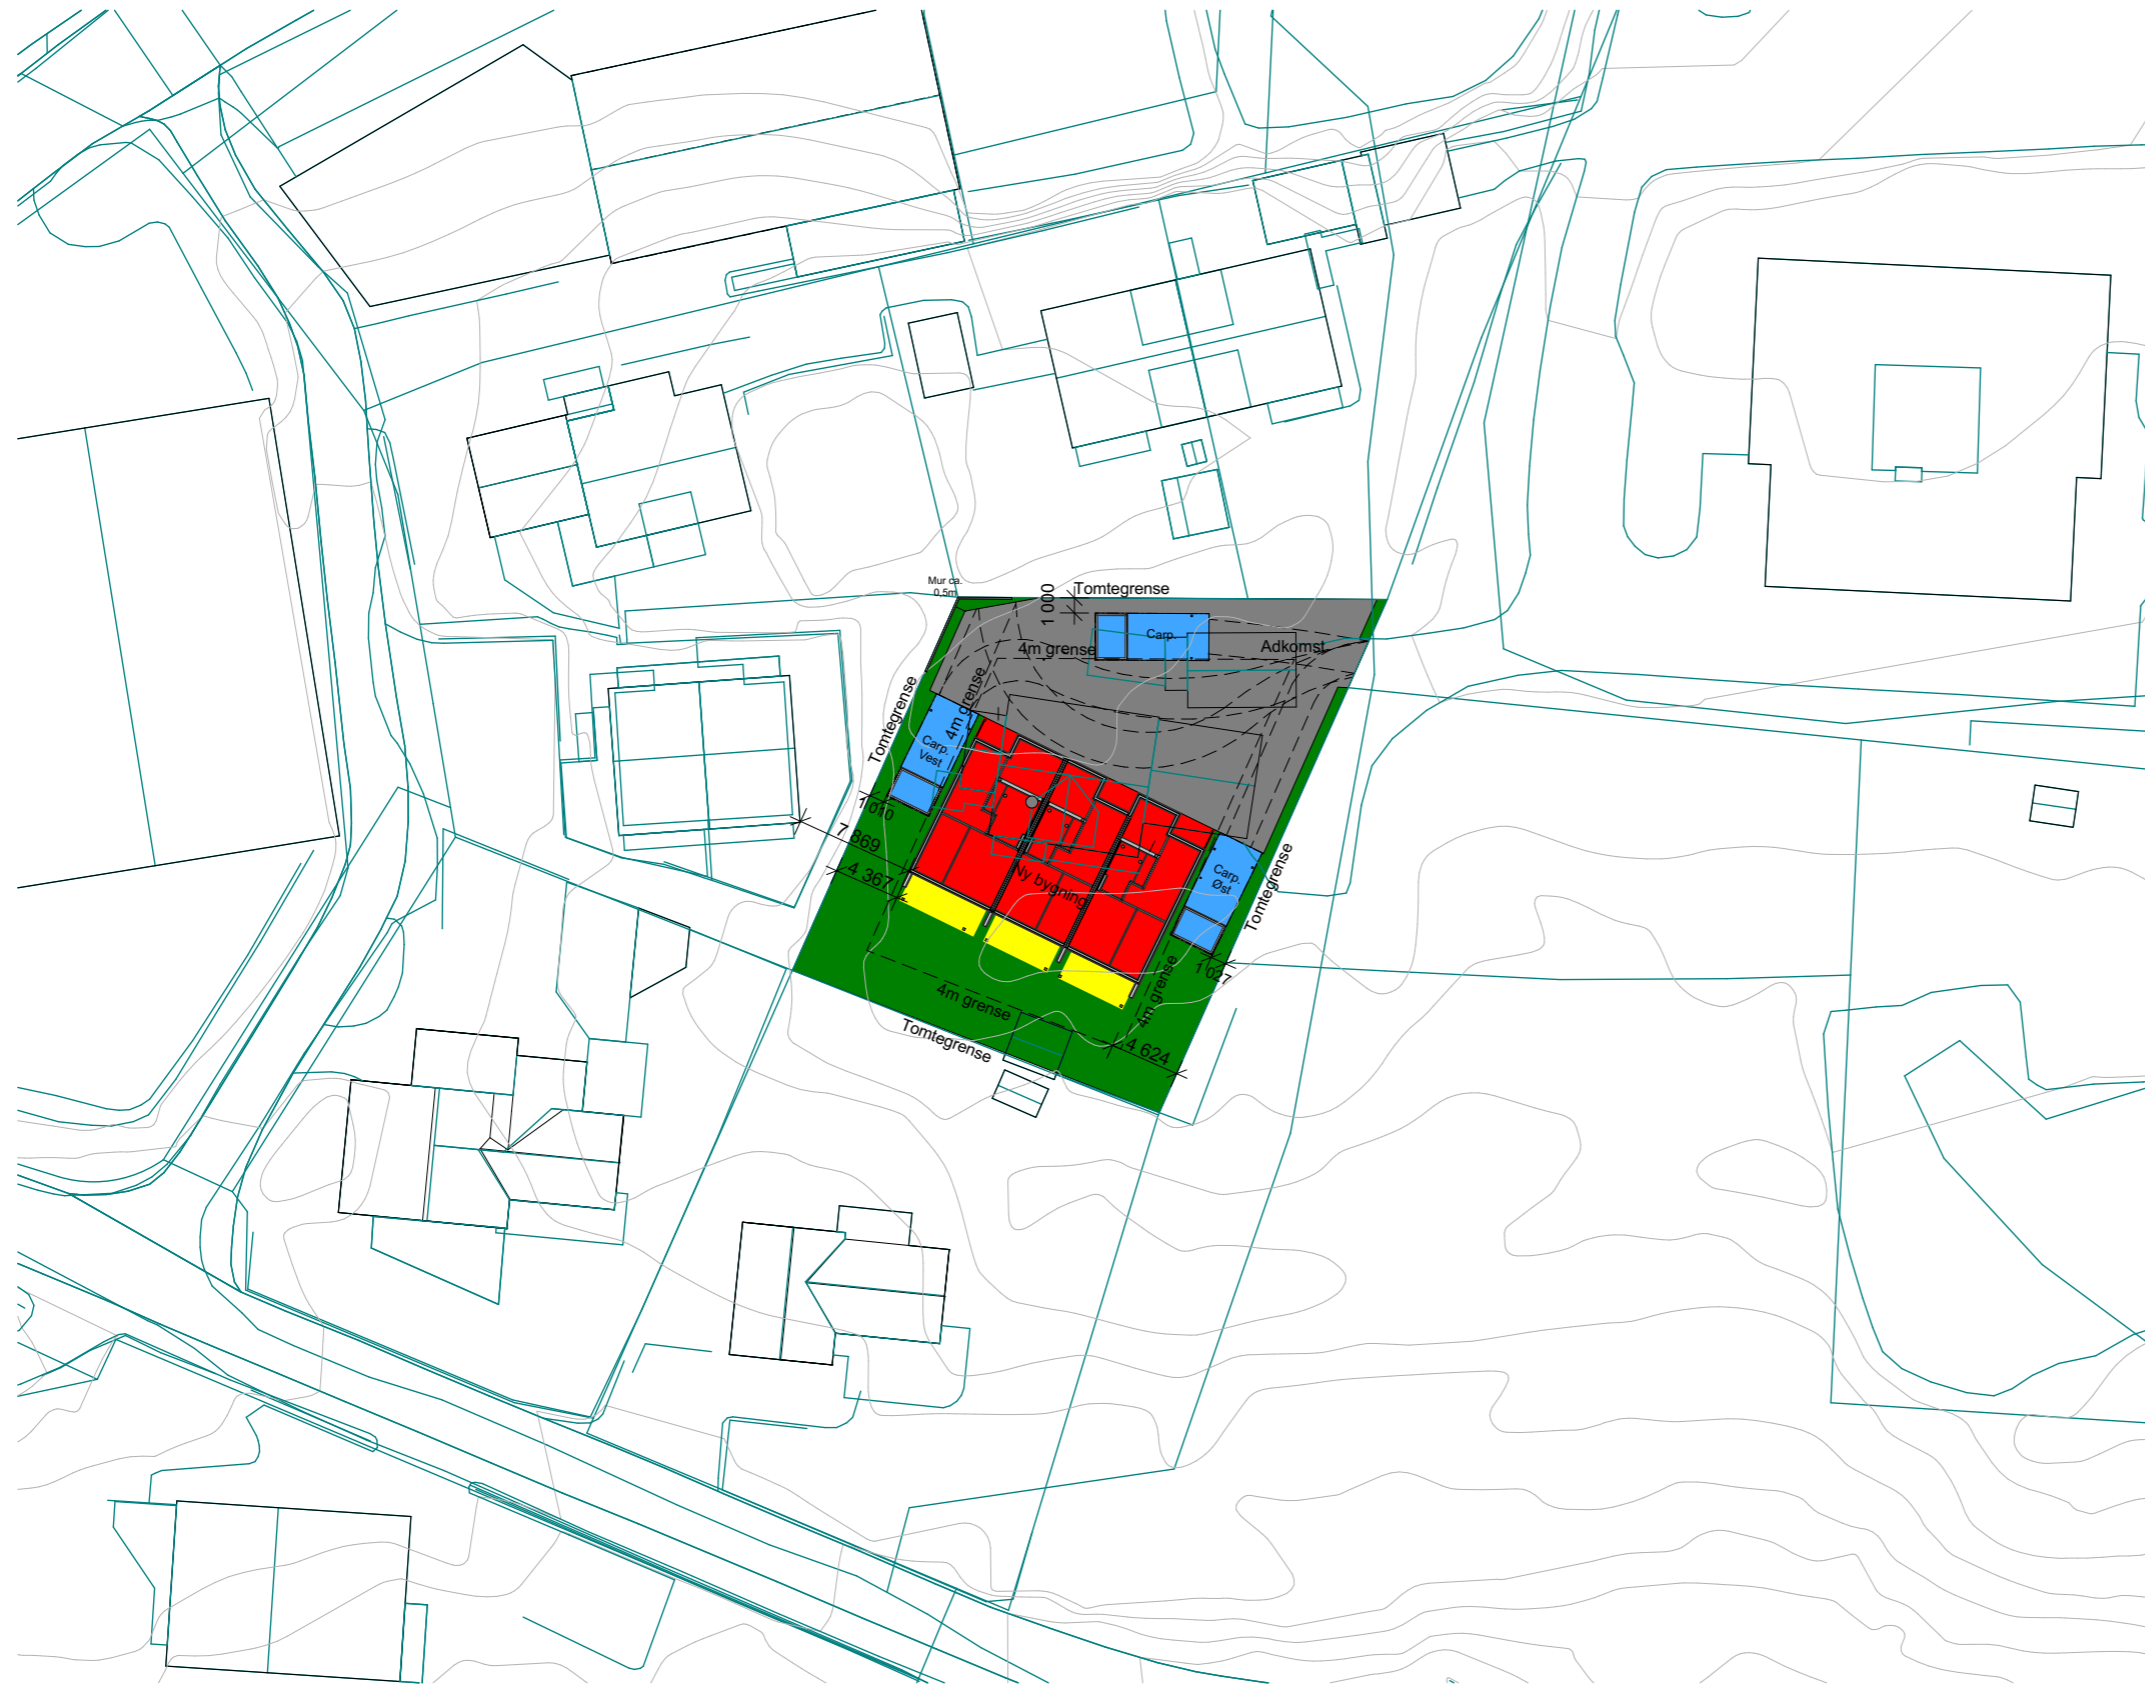 Mur ca.
0,5m
1 000
Tomtegrense
Carp.
4m grense
Adkomst
Tomtegrense
4m grense
Carp.
Vest
1 010
7 869
4 367
Ny bygning
Carp.
Øst
Tomtegrense
1 027
4m grense
4m grense
Tomtegrense
4 624